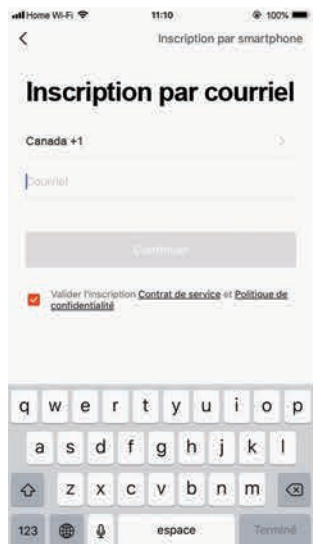 Home Wi-Fi 11:10 100%
Inscription par smartphone
Inscription par courriel
Canada +1
Courriel
Continuer
Valider l'inscription Contrat de service et Politique de
confidentialité
q w e r t y u i o p
a s d f g h j k l
z x c v b n m
123 espace Terminé